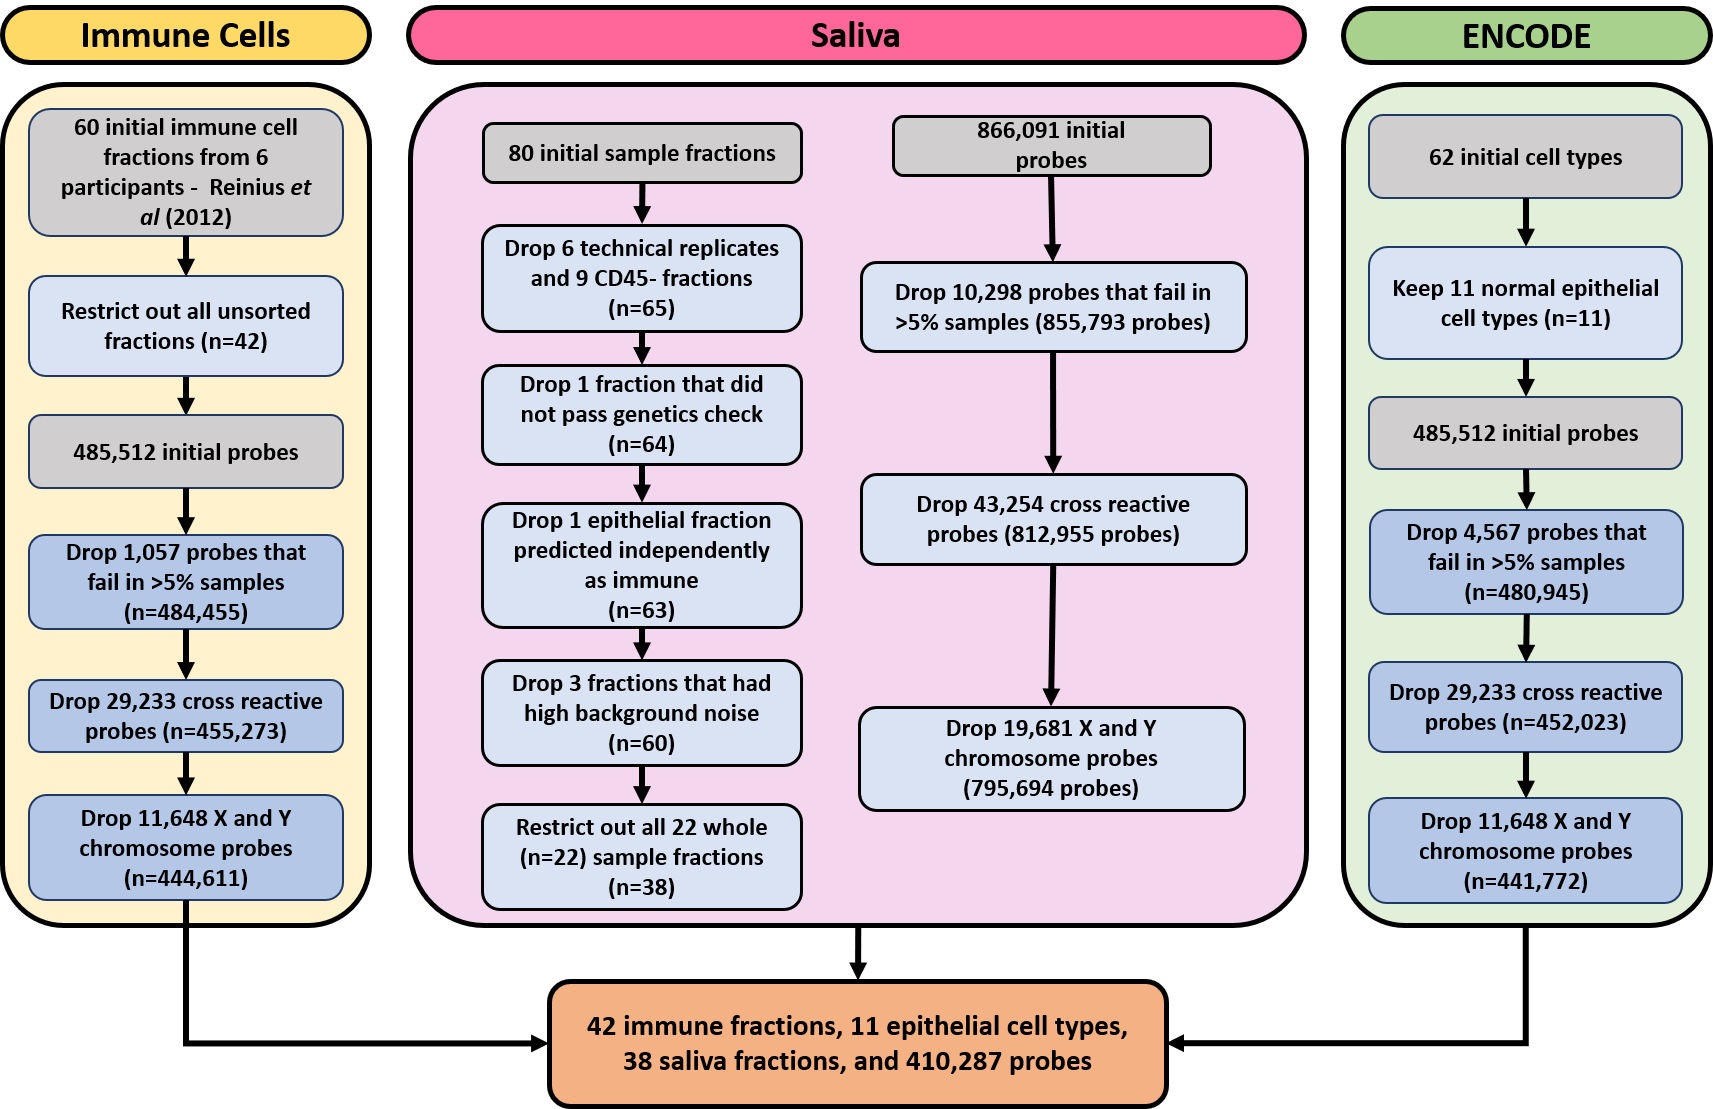 Immune Cells
60 initial immune cell
fractions from 6
participants -  Reinius et
al (2012)
Restrict out all unsorted
fractions (n=42)
485,512 initial probes
Drop 1,057 probes that
fail in >5% samples
(n=484,455)
Drop 29,233 cross reactive
probes (n=455,273)
Drop 11,648 X and Y
chromosome probes
(n=444,611)
Saliva
80 initial sample fractions
Drop 6 technical replicates
and 9 CD45- fractions
(n=65)
Drop 1 fraction that did
not pass genetics check
(n=64)
Drop 1 epithelial fraction
predicted independently
as immune
(n=63)
Drop 3 fractions that had
high background noise
(n=60)
Restrict out all 22 whole
(n=22) sample fractions
(n=38)
866,091 initial
probes
Drop 10,298 probes that fail in
>5% samples (855,793 probes)
Drop 43,254 cross reactive
probes (812,955 probes)
Drop 19,681 X and Y
chromosome probes
(795,694 probes)
ENCODE
62 initial cell types
Keep 11 normal epithelial
cell types (n=11)
485,512 initial probes
Drop 4,567 probes that
fail in >5% samples
(n=480,945)
Drop 29,233 cross reactive
probes (n=452,023)
Drop 11,648 X and Y
chromosome probes
(n=441,772)
42 immune fractions, 11 epithelial cell types,
38 saliva fractions, and 410,287 probes